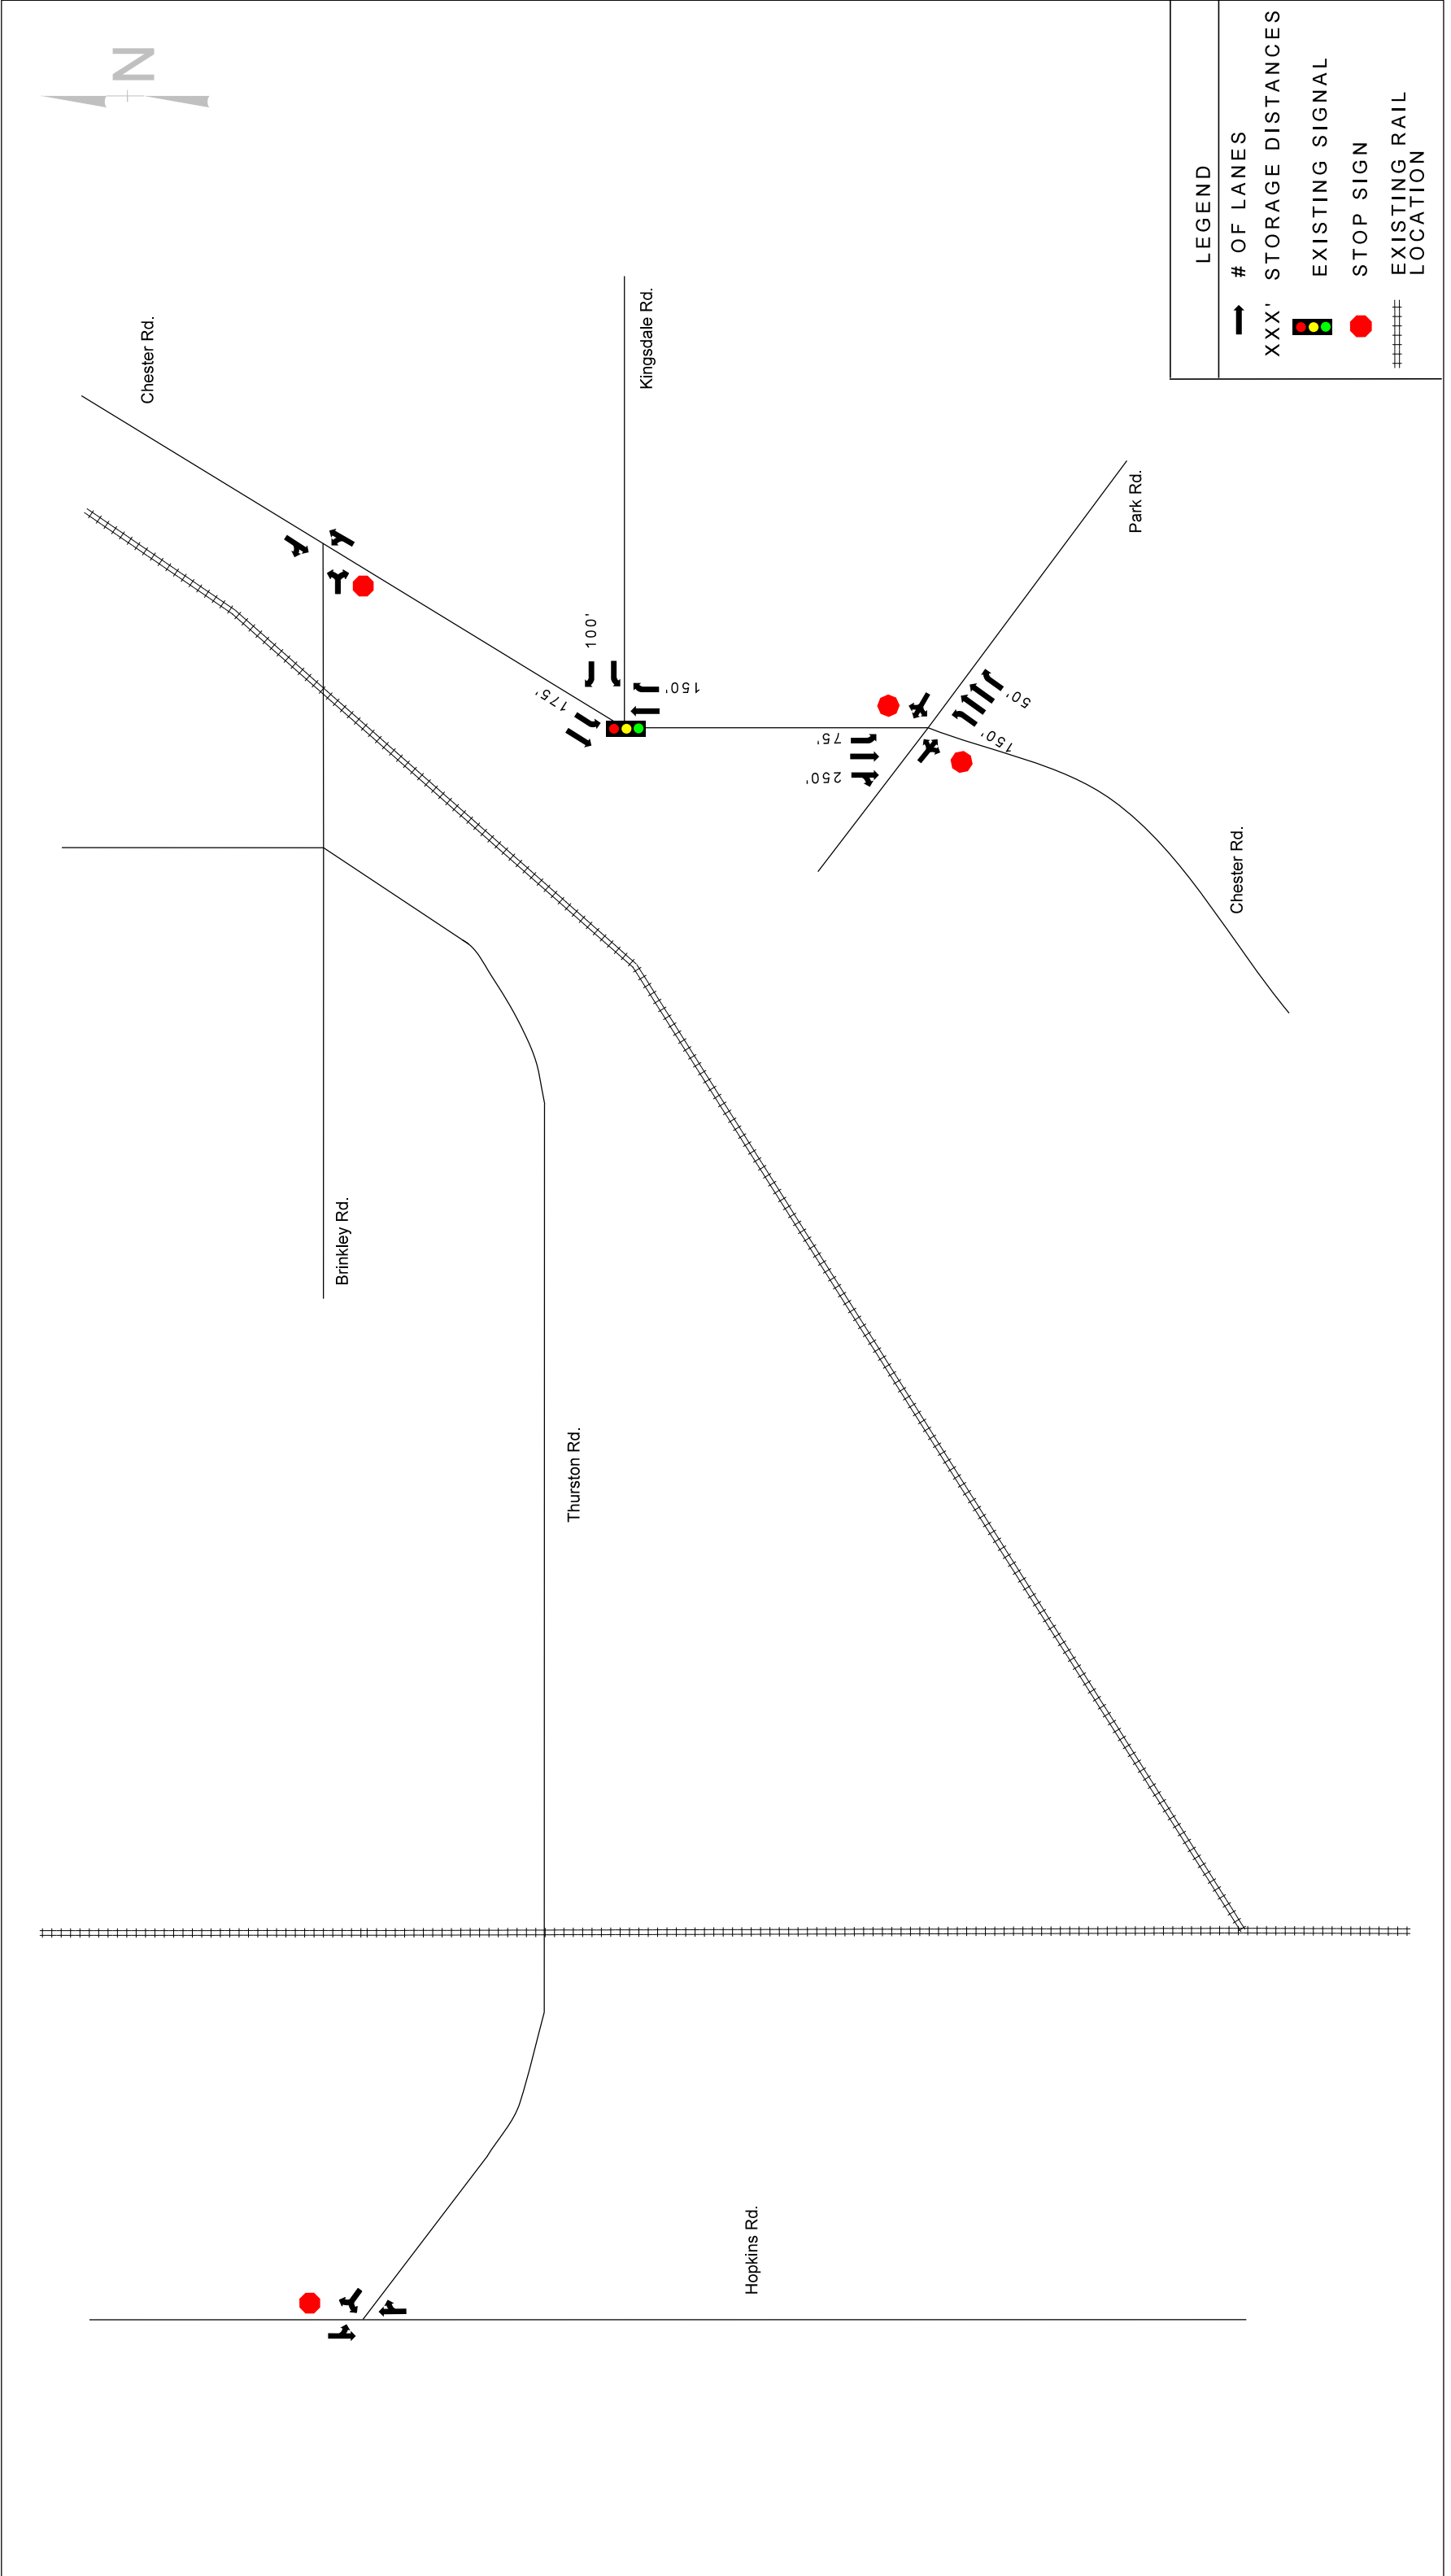 N
Chester Rd.
Kingsdale Rd.
100'
175'
150'
75'
250'
50'
150'
Park Rd.
Chester Rd.
Brinkley Rd.
Thurston Rd.
Hopkins Rd.
LEGEND
# OF LANES
XXX' STORAGE DISTANCES
EXISTING SIGNAL
STOP SIGN
EXISTING RAIL
LOCATION